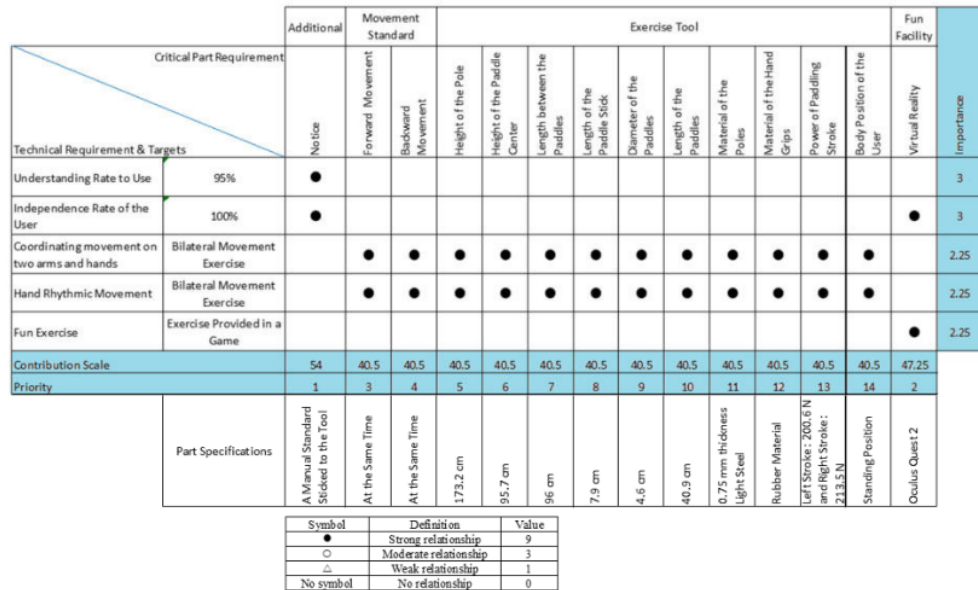 Additional
Movement
Standard
Exercise Tool
Fun
Facility
Critical Part Requirement
Technical Requirement & Targets
Notice
Forward Movement
Backward
Movement
Height of the Pole
Height of the Paddle
Center
Length between the
Paddles
Length of the
Paddle Stick
Diameter of the
Paddles
Length of the
Paddles
Material of the
Poles
Material of the Hand
Grips
Power of Paddling
Stroke
Body Position of the
User
Virtual Reality
Importance
Understanding Rate to Use 95% ● 3
Independence Rate of the
User
100% ● ● 3
Coordinating movement on
two arms and hands
Bilateral Movement
Exercise
● ● ● ● ● ● ● ● ● ● ● ● 2.25
Hand Rhythmic Movement
Bilateral Movement
Exercise
● ● ● ● ● ● ● ● ● ● ● ● 2.25
Fun Exercise
Exercise Provided in a
Game
● 2.25
Contribution Scale 54 40.5 40.5 40.5 40.5 40.5 40.5 40.5 40.5 40.5 40.5 40.5 40.5 47.25
Priority 1 3 4 5 6 7 8 9 10 11 12 13 14 2
Part Specifications
A Manual Standard
Sticked to the Tool
At the Same Time
At the Same Time
173.2 cm
95.7 cm
96 cm
7.9 cm
4.6 cm
40.9 cm
0.75 mm thickness
Light Steel
Rubber Material
Left Stroke : 200.6 N
and Right Stroke :
213.5 N
Standing Position
Oculus Quest 2
Symbol Definition Value
● Strong relationship 9
○ Moderate relationship 3
△ Weak relationship 1
No symbol No relationship 0